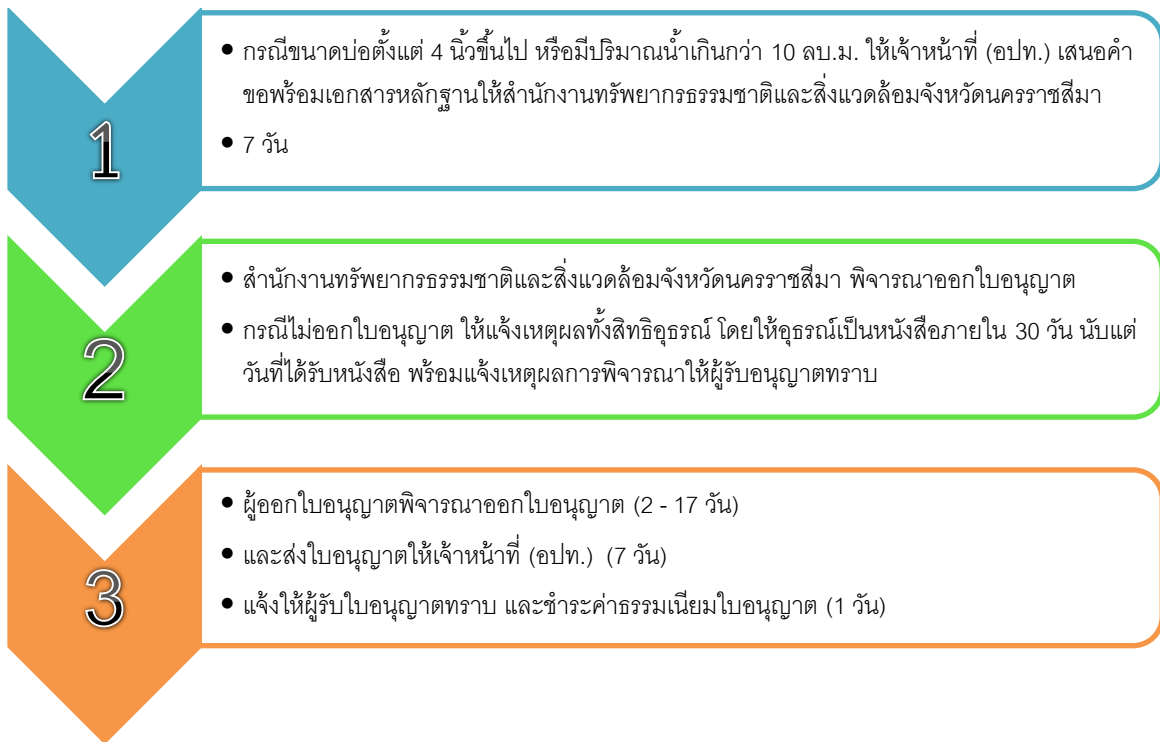 1
• กรณีขนาดบ่อตั้งแต่ 4 นิ้วขึ้นไป หรือมีปริมาณน้ำเกินกว่า 10 ลบ.ม. ให้เจ้าหน้าที่ (อปท.) เสนอคำ
ขอพร้อมเอกสารหลักฐานให้สำนักงานทรัพยากรธรรมชาติและสิ่งแวดล้อมจังหวัดนครราชสีมา
• 7 วัน
2
• สำนักงานทรัพยากรธรรมชาติและสิ่งแวดล้อมจังหวัดนครราชสีมา พิจารณาออกใบอนุญาต
• กรณีไม่ออกใบอนุญาต ให้แจ้งเหตุผลทั้งสิทธิอุธรณ์ โดยให้อุธรณ์เป็นหนังสือภายใน 30 วัน นับแต่
วันที่ได้รับหนังสือ พร้อมแจ้งเหตุผลการพิจารณาให้ผู้รับอนุญาตทราบ
3
• ผู้ออกใบอนุญาตพิจารณาออกใบอนุญาต (2 - 17 วัน)
• และส่งใบอนุญาตให้เจ้าหน้าที่ (อปท.) (7 วัน)
• แจ้งให้ผู้รับใบอนุญาตทราบ และชำระค่าธรรมเนียมใบอนุญาต (1 วัน)